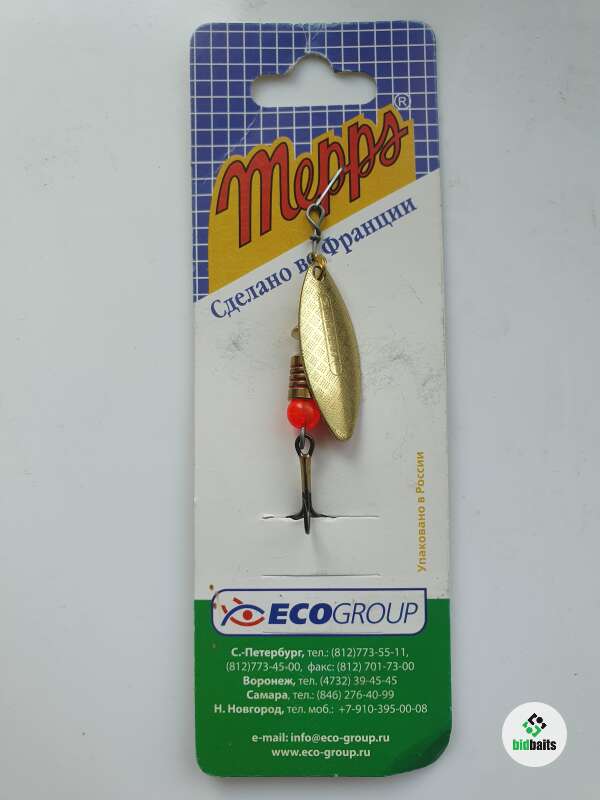 Mepps®
Сделано во Франции
Упаковано в России
ECOGROUP
С.-Петербург, тел.: (812)773-55-11,
(812)773-45-00, факс: (812) 701-73-00
Воронеж, тел. (4732) 39-45-45
Самара, тел.: (846) 276-40-99
Н. Новгород, тел. моб.: +7-910-395-00-08
e-mail: info@eco-group.ru
www.eco-group.ru
bidbaits